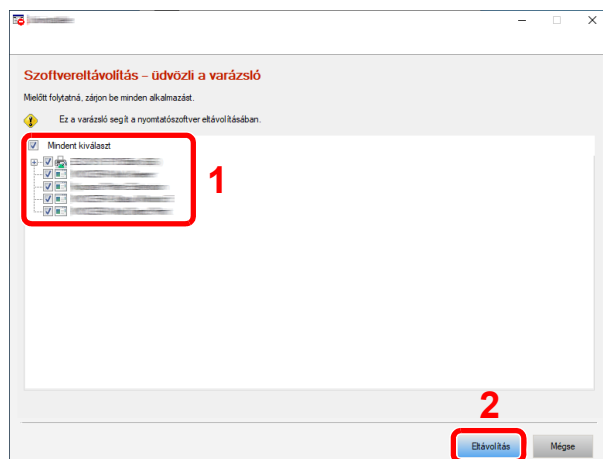 Szoftvereltávolítás – üdvözli a varázsló
Mielőtt folytatná, zárjon be minden alkalmazást.
Ez a varázsló segít a nyomtatószoftver eltávolításában.
Mindent kiválaszt
1
2
Eltávolítás Mégse